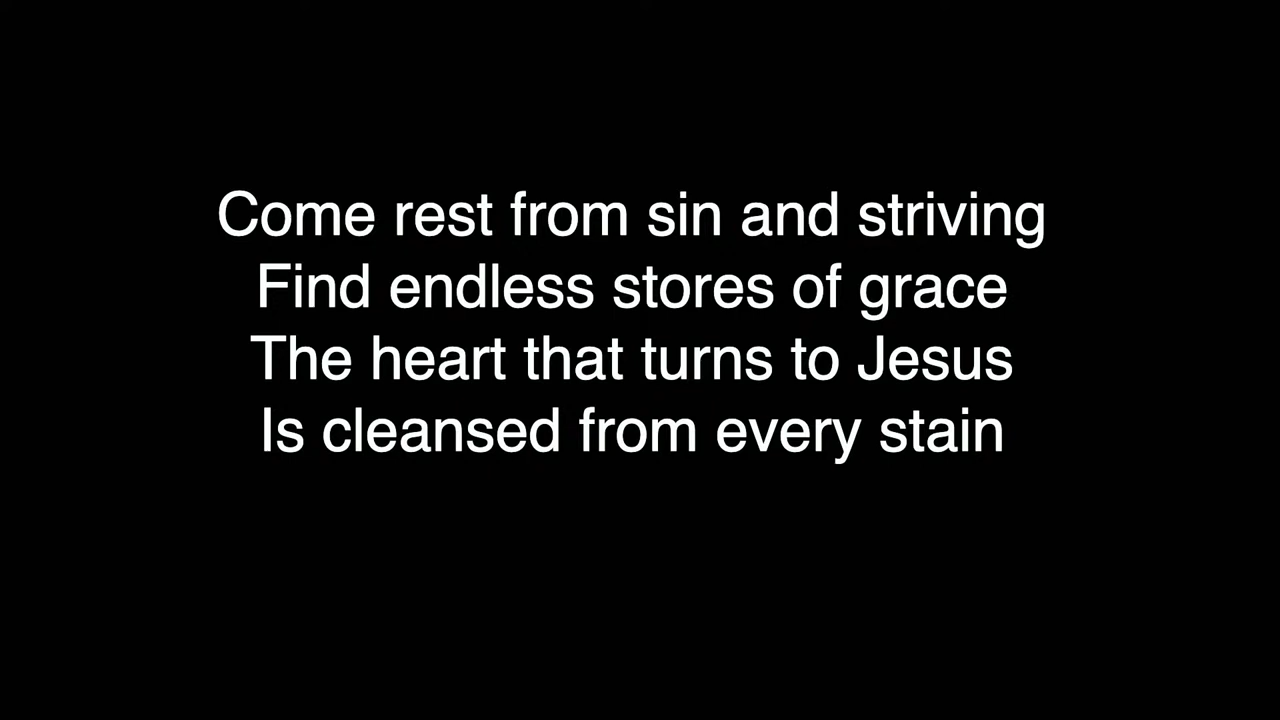 Come rest from sin and striving
Find endless stores of grace
The heart that turns to Jesus
Is cleansed from every stain